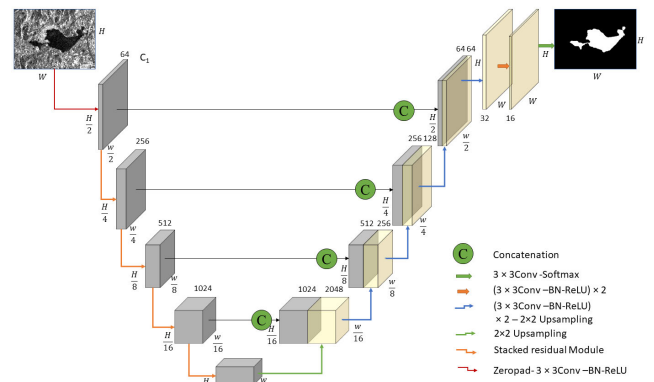 H
W
64
C₁
H/2
w/2
C
64 64
H
W
32
H
W
16
H
W
H/2
w/2
256
H/4
w/4
C
256 128
H/4
w/4
512
H/8
w/8
C
512 256
H/8
w/8
1024
H/16
w/16
C
1024 2048
H/16
w/16
H
w
C Concatenation
3 × 3Conv -Softmax
(3 × 3Conv –BN-ReLU) × 2
(3 × 3Conv –BN-ReLU)
× 2 – 2×2 Upsampling
2×2 Upsampling
Stacked residual Module
Zeropad- 3 × 3Conv –BN-ReLU